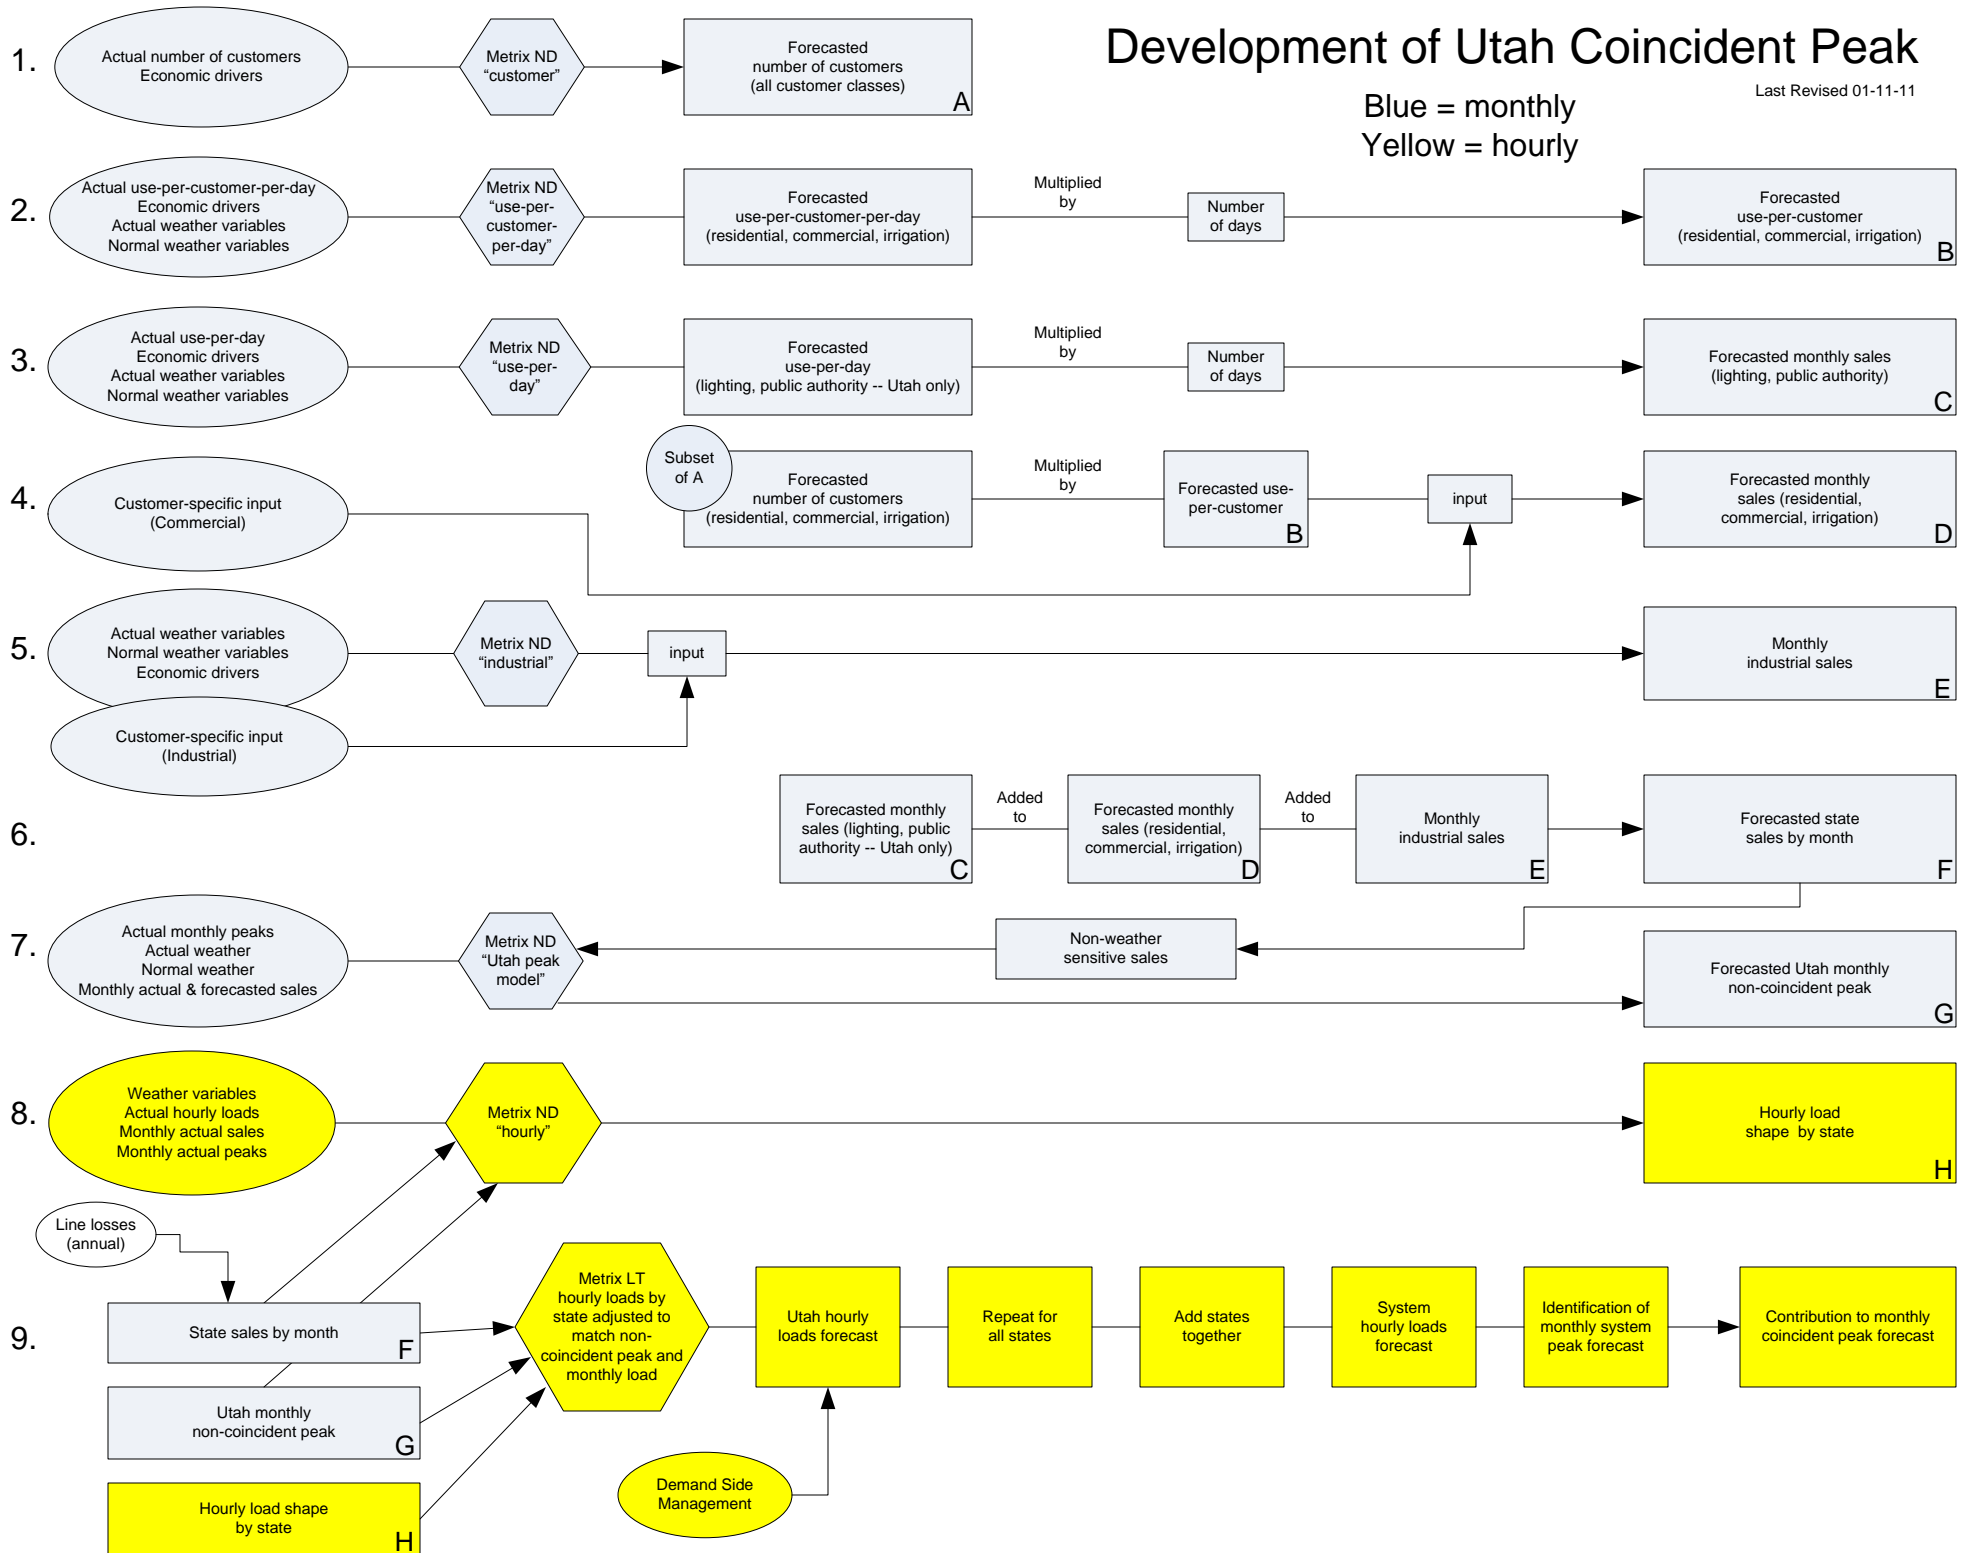 Development of Utah Coincident Peak
Last Revised 01-11-11
Blue = monthly
Yellow = hourly
1.
Actual number of customers
Economic drivers
Metrix ND
“customer”
Forecasted
number of customers
(all customer classes)
A
2.
Actual use-per-customer-per-day
Economic drivers
Actual weather variables
Normal weather variables
Metrix ND
“use-per-
customer-
per-day”
Forecasted
use-per-customer-per-day
(residential, commercial, irrigation)
Multiplied
by
Number
of days
Forecasted
use-per-customer
(residential, commercial, irrigation)
B
3.
Actual use-per-day
Economic drivers
Actual weather variables
Normal weather variables
Metrix ND
“use-per-
day”
Forecasted
use-per-day
(lighting, public authority -- Utah only)
Multiplied
by
Number
of days
Forecasted monthly sales
(lighting, public authority)
C
4.
Customer-specific input
(Commercial)
Subset
of A
Forecasted
number of customers
(residential, commercial, irrigation)
Multiplied
by
Forecasted use-
per-customer
B
input
Forecasted monthly
sales (residential,
commercial, irrigation)
D
5.
Actual weather variables
Normal weather variables
Economic drivers
Metrix ND
“industrial”
input
Monthly
industrial sales
E
Customer-specific input
(Industrial)
6.
Forecasted monthly
sales (lighting, public
authority -- Utah only)
C
Added
to
Forecasted monthly
sales (residential,
commercial, irrigation)
D
Added
to
Monthly
industrial sales
E
Forecasted state
sales by month
F
7.
Actual monthly peaks
Actual weather
Normal weather
Monthly actual & forecasted sales
Metrix ND
“Utah peak
model”
Non-weather
sensitive sales
Forecasted Utah monthly
non-coincident peak
G
8.
Weather variables
Actual hourly loads
Monthly actual sales
Monthly actual peaks
Metrix ND
“hourly”
Hourly load
shape by state
H
Line losses
(annual)
9.
State sales by month
F
Utah monthly
non-coincident peak
G
Hourly load shape
by state
H
Metrix LT
hourly loads by
state adjusted to
match non-
coincident peak and
monthly load
Utah hourly
loads forecast
Repeat for
all states
Add states
together
System
hourly loads
forecast
Identification of
monthly system
peak forecast
Contribution to monthly
coincident peak forecast
Demand Side
Management